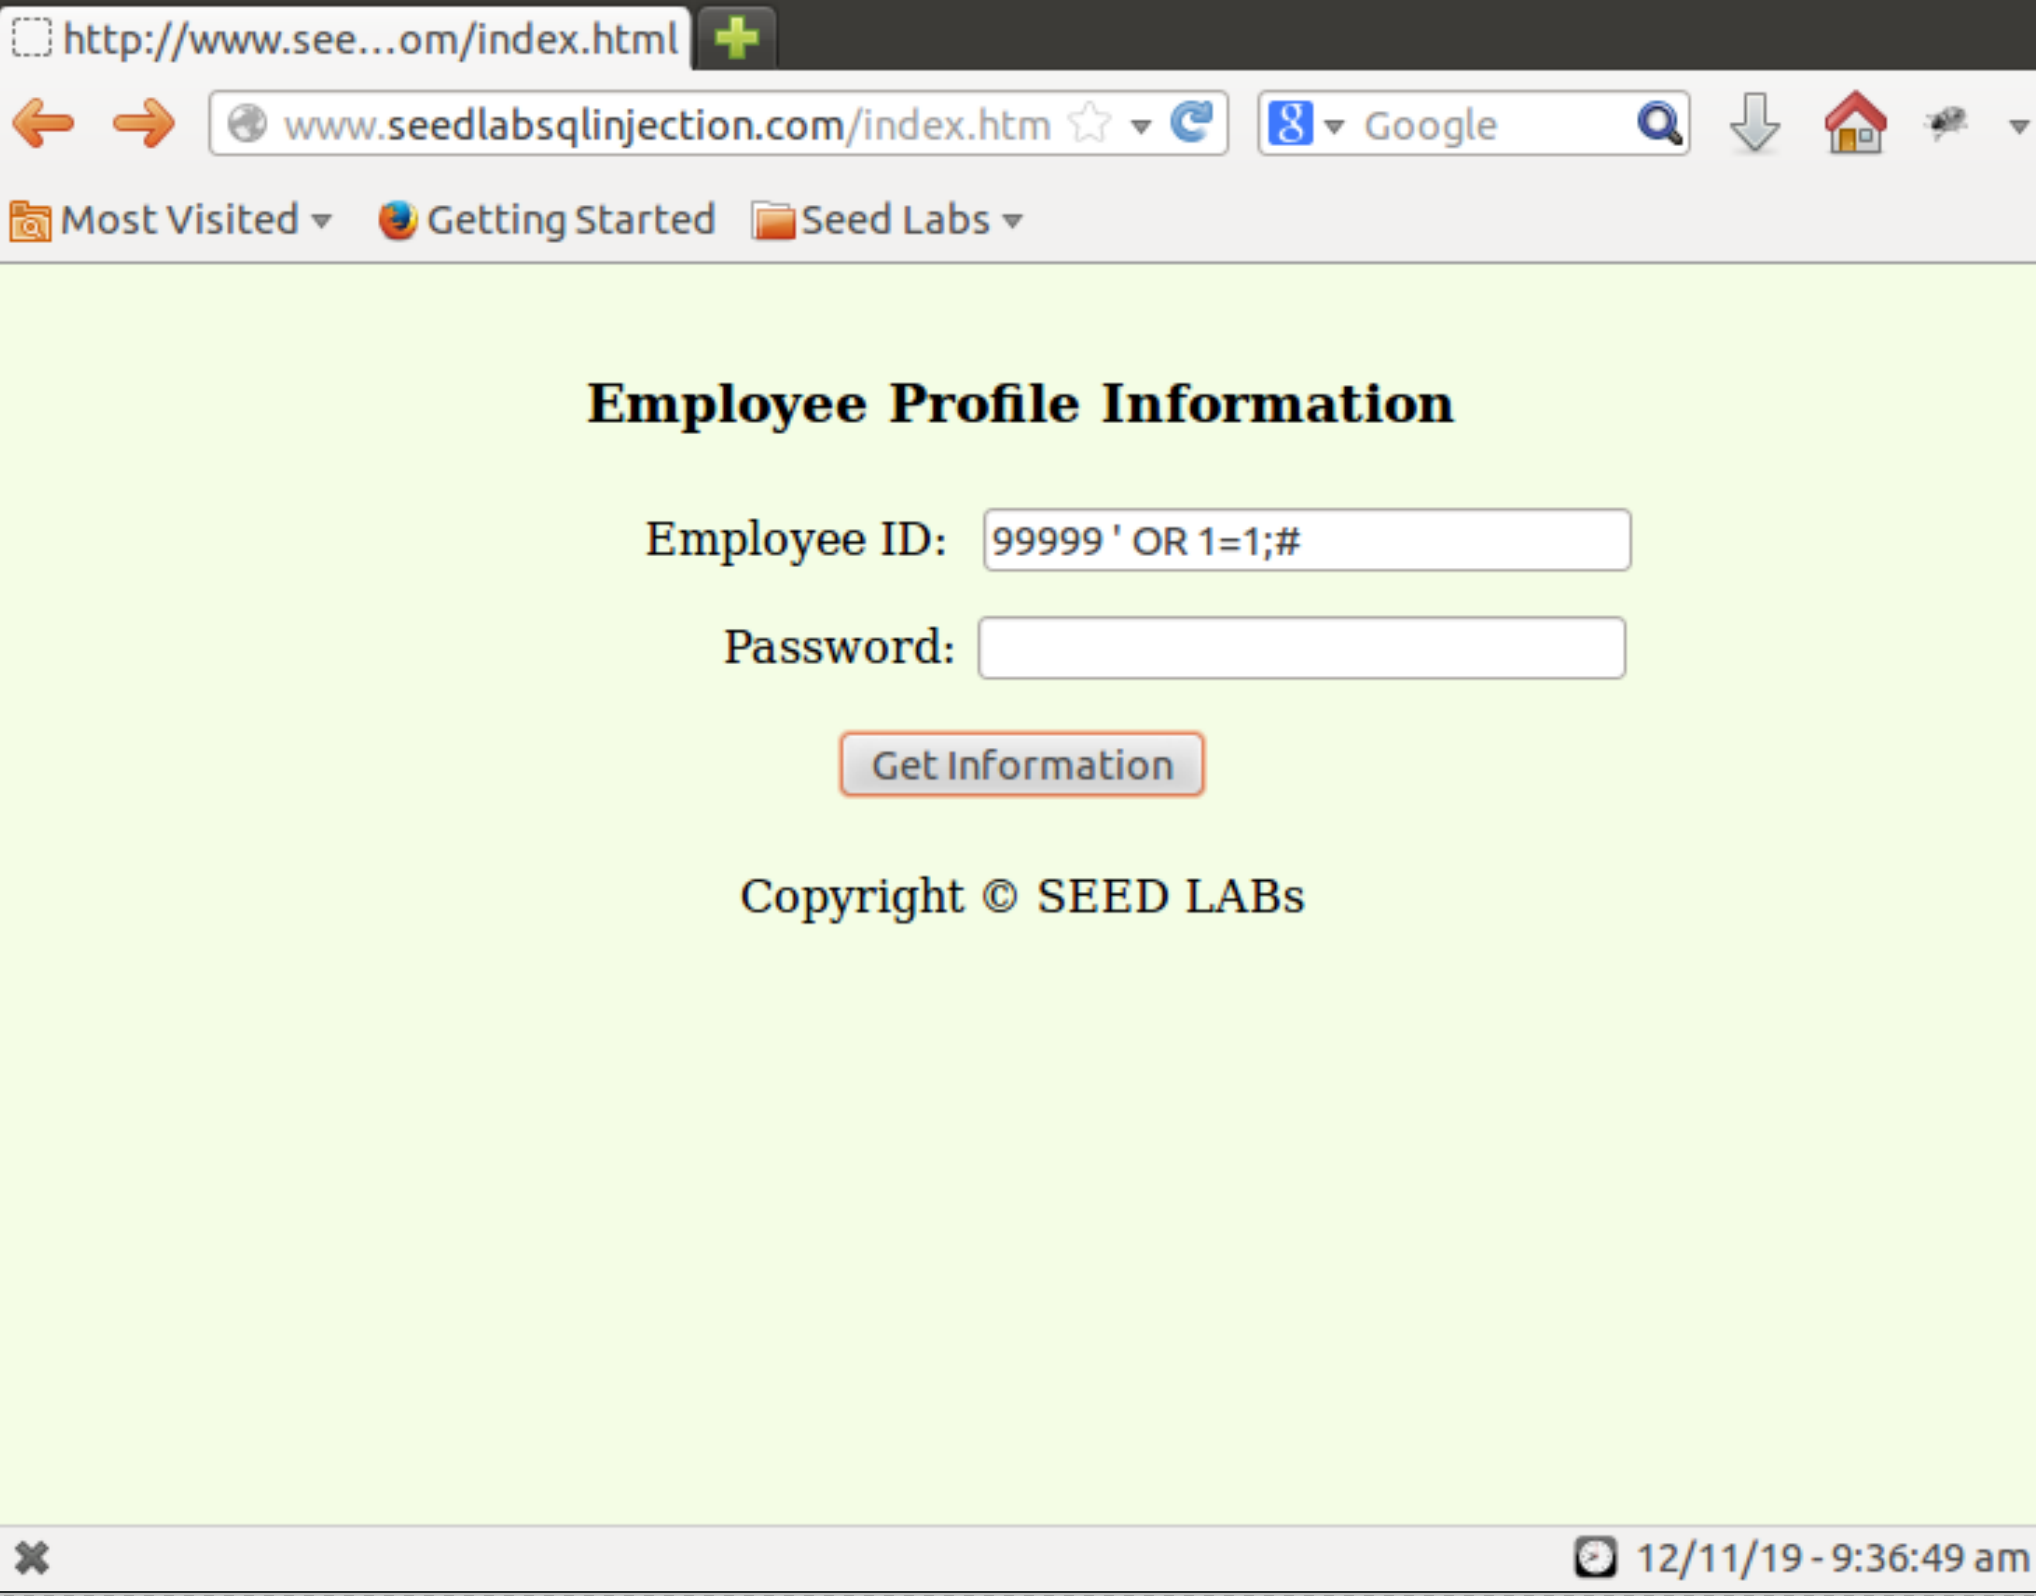 http://www.see...om/index.html
www.seedlabsqlinjection.com/index.htm
Google
Most Visited
Getting Started
Seed Labs
Employee Profile Information
Employee ID: 99999 ' OR 1=1;#
Password:
Get Information
Copyright © SEED LABs
12/11/19 - 9:36:49 am